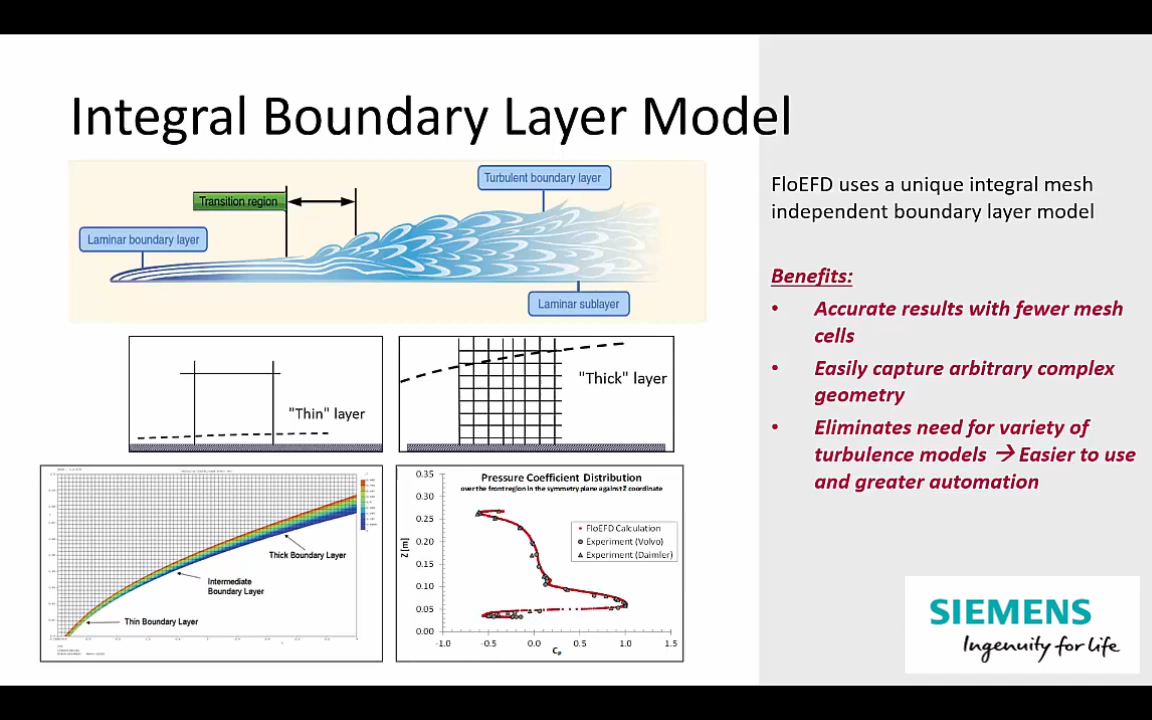 Integral Boundary Layer Model
Turbulent boundary layer
Transition region
Laminar boundary layer
Laminar sublayer
"Thin" layer
"Thick" layer
Thick Boundary Layer
Intermediate
Boundary Layer
Thin Boundary Layer
Pressure Coefficient Distribution
over the front region in the symmetry plane against Z coordinate
0.35
0.30
0.25
0.20
0.15
0.10
0.05
0.00
Z [m]
FloEFD Calculation
Experiment (Volvo)
Experiment (Daimler)
-1.0 -0.5 0.0 0.5 1.0 1.5
Cp
FloEFD uses a unique integral mesh
independent boundary layer model
Benefits:
• Accurate results with fewer mesh
cells
• Easily capture arbitrary complex
geometry
• Eliminates need for variety of
turbulence models → Easier to use
and greater automation
SIEMENS
Ingenuity for life